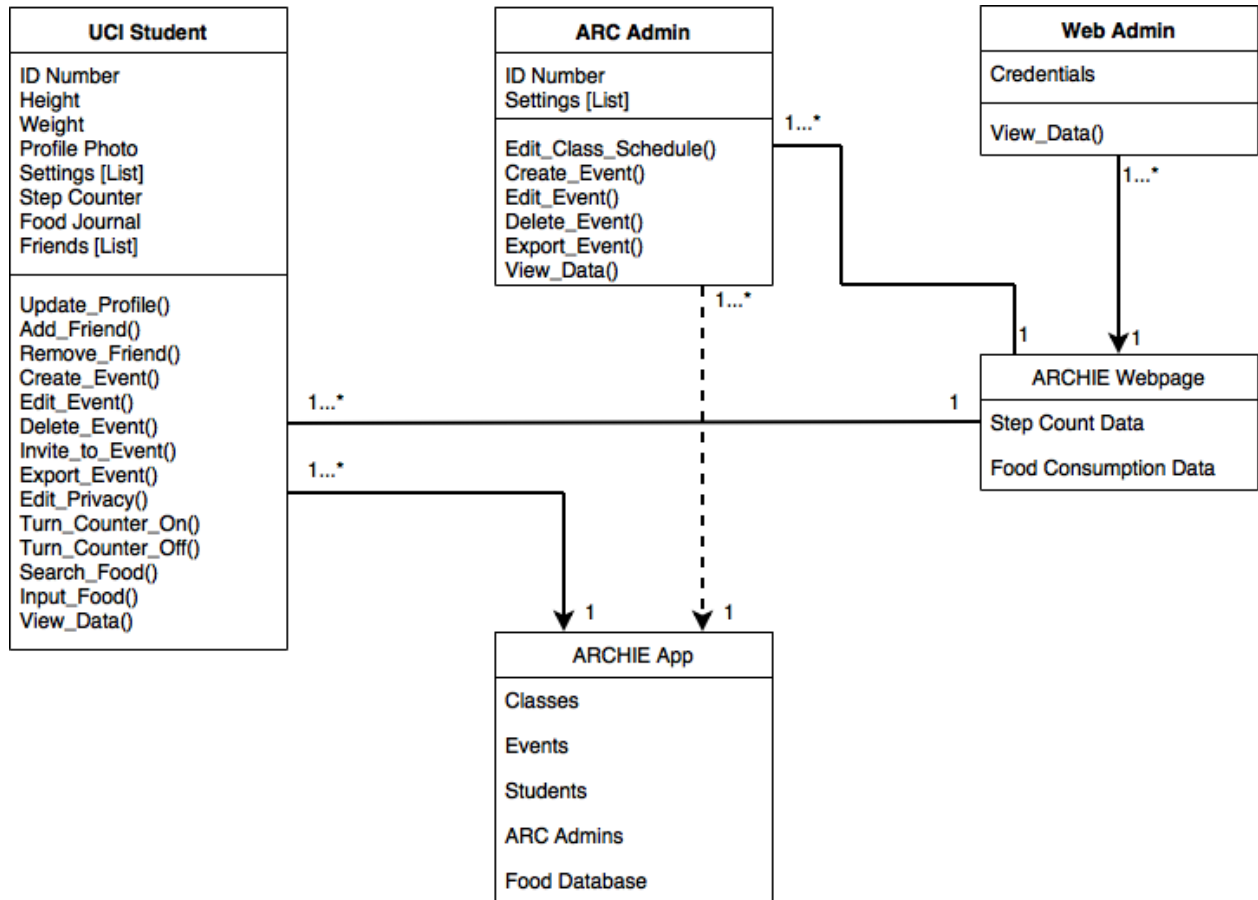 UCI Student
ID Number
Height
Weight
Profile Photo
Settings [List]
Step Counter
Food Journal
Friends [List]
Update_Profile()
Add_Friend()
Remove_Friend()
Create_Event()
Edit_Event()
Delete_Event()
Invite_to_Event()
Export_Event()
Edit_Privacy()
Turn_Counter_On()
Turn_Counter_Off()
Search_Food()
Input_Food()
View_Data()
ARC Admin
ID Number
Settings [List]
Edit_Class_Schedule()
Create_Event()
Edit_Event()
Delete_Event()
Export_Event()
View_Data()
Web Admin
Credentials
View_Data()
1...*
1...*
1...*
1
1
1...*
1
1...*
1
1
ARCHIE Webpage
Step Count Data
Food Consumption Data
ARCHIE App
Classes
Events
Students
ARC Admins
Food Database